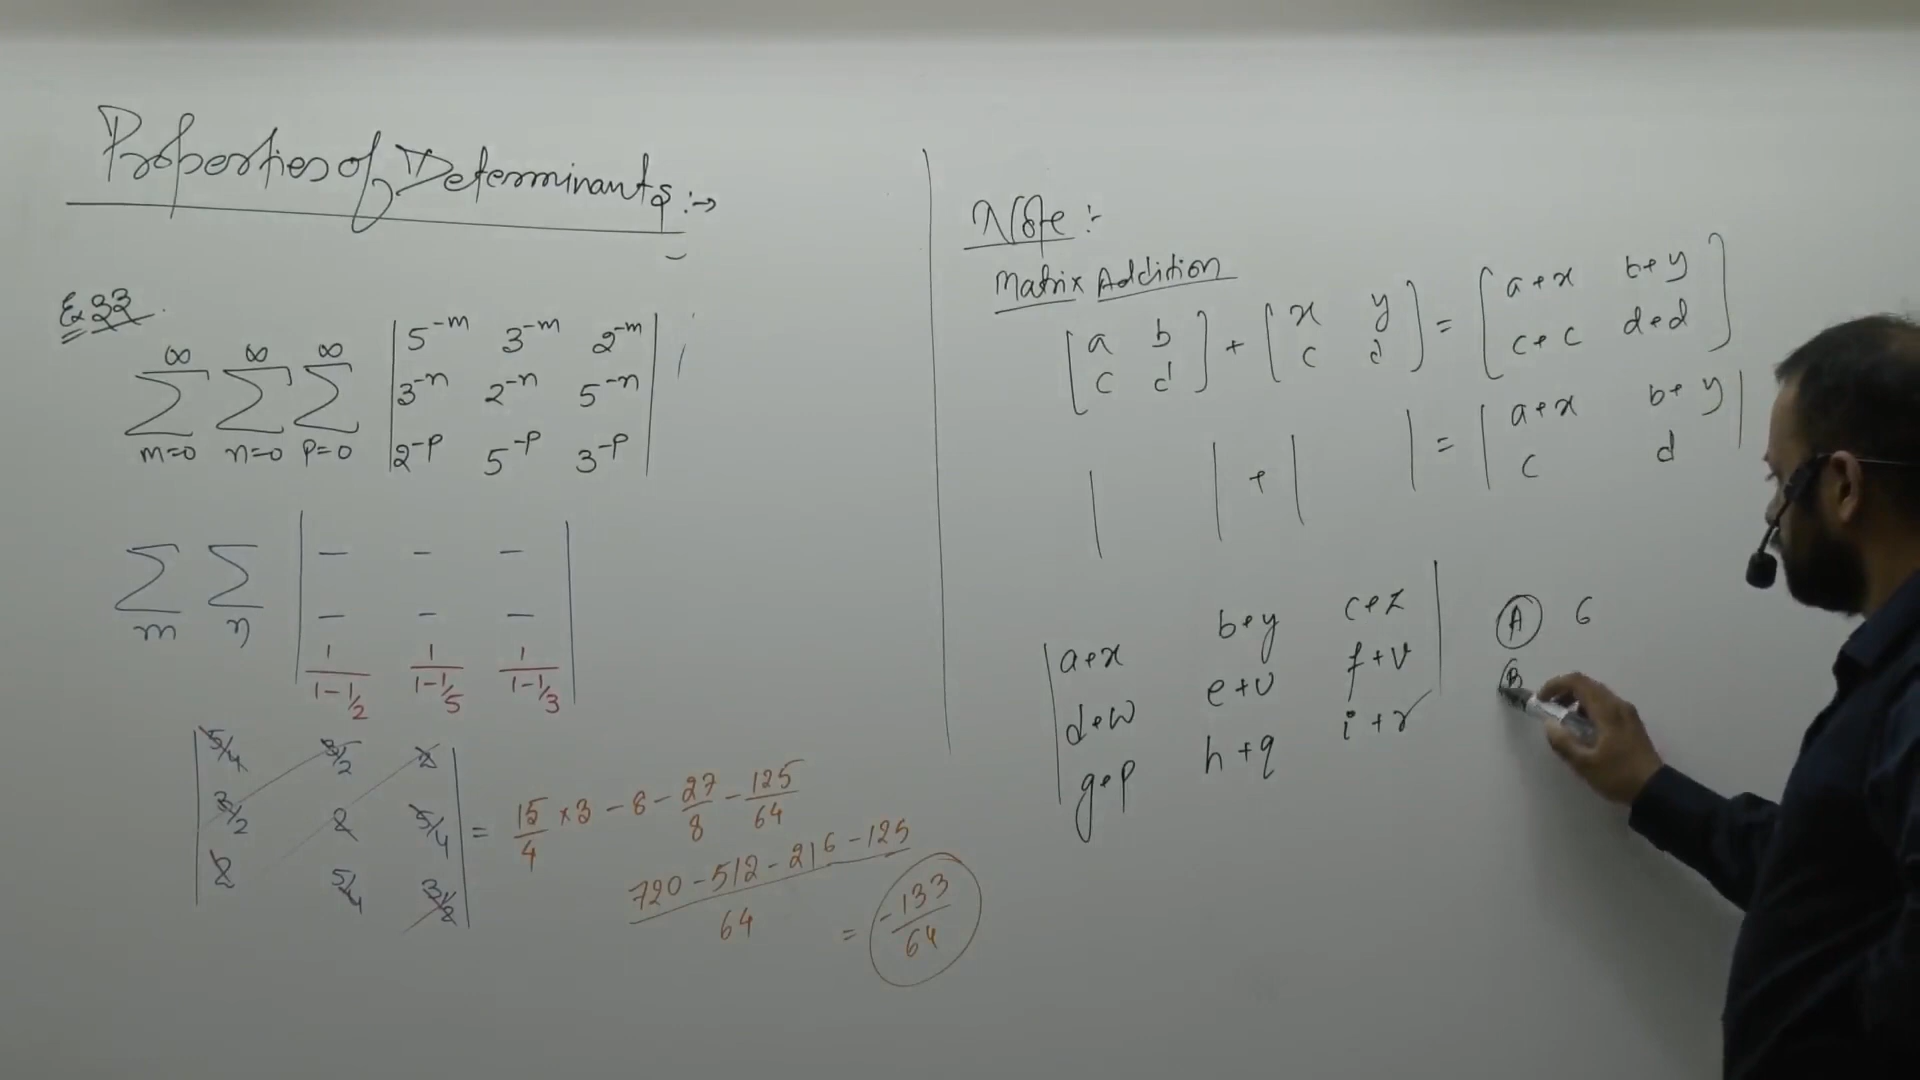 Properties of Determinants :→
Ex 33.
∞ ∞ ∞
∑ ∑ ∑ | 5^-m 3^-m 2^-m |
m=0 n=0 p=0 | 3^-n 2^-n 5^-n |
| 2^-p 5^-p 3^-p |
∑ ∑ | — — — |
m n | — — — |
| 1/(1-1/2) 1/(1-1/5) 1/(1-1/3) |
| 5/4 3/2 2 |
| 3/2 2 5/4 | = 15/4 ×3 - 8 - 27/8 - 125/64
| 2 5/4 3/2 |
(720 - 512 - 216 - 125)/64
= -133/64
Note :-
Matrix Addition
[ a b ] + [ x y ] = [ a+x b+y ]
[ c d ] [ c d ] [ c+c d+d ]
| | + | | = | a+x b+y |
| c d |
| a+x b+y c+z |
| d+w e+u f+v |
| g+p h+q i+r |
(A) 6
(B)